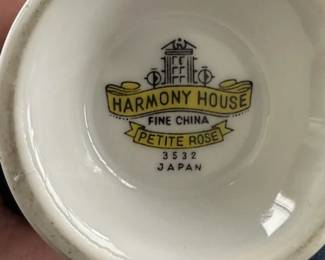 HARMONY HOUSE
FINE CHINA
PETITE ROSE
3532
JAPAN